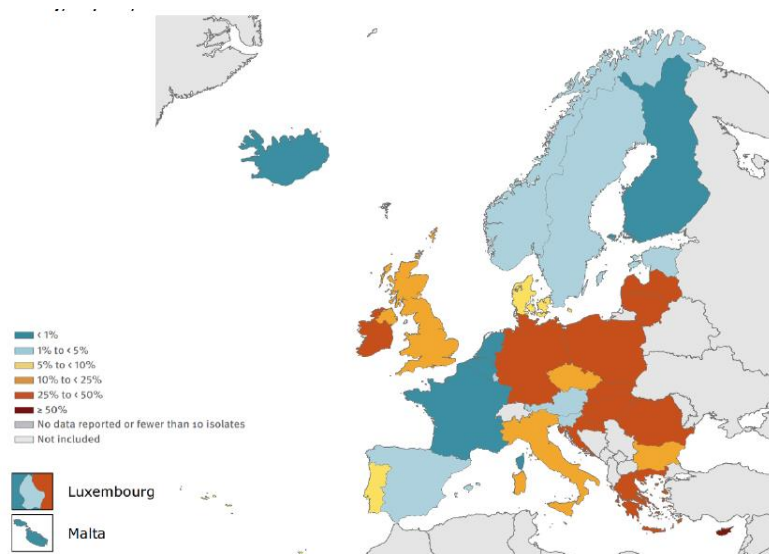 < 1%
1% to < 5%
5% to < 10%
10% to < 25%
25% to < 50%
≥ 50%
No data reported or fewer than 10 isolates
Not included
Luxembourg
Malta